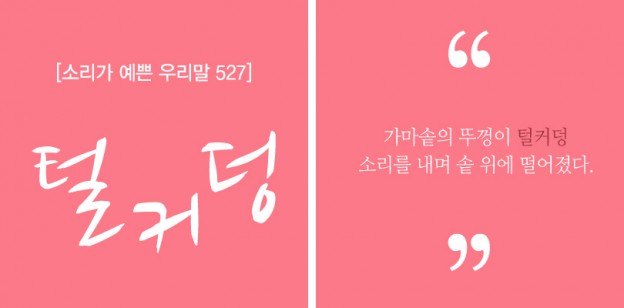 [소리가 예쁜 우리말 527]
털커덩
“
가마솥의 뚜껑이 털커덩
소리를 내며 솥 위에 떨어졌다.
”